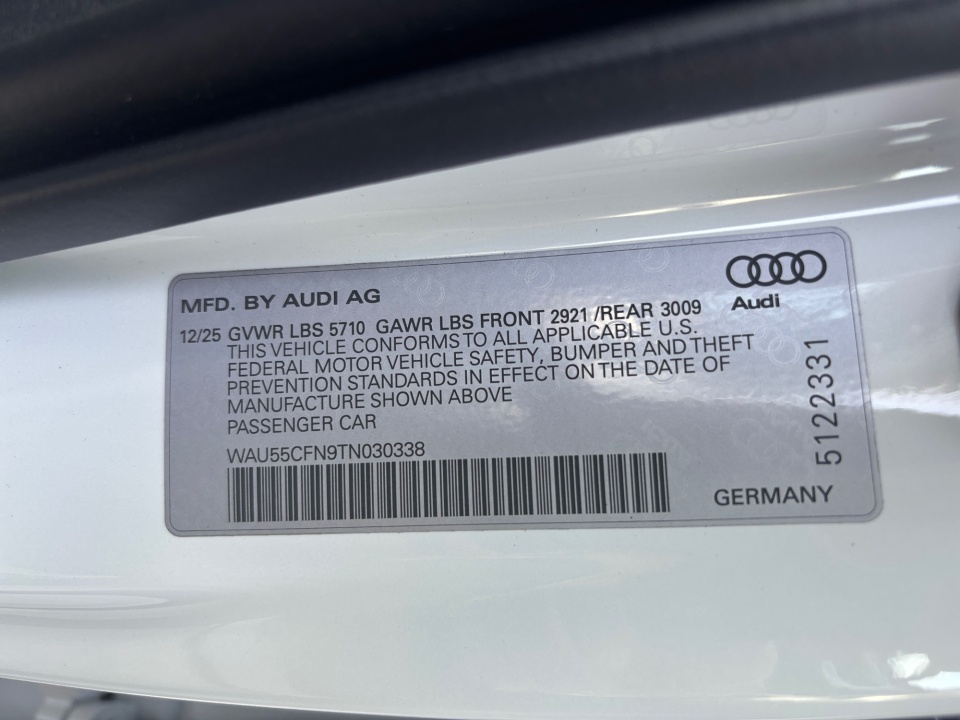 MFD. BY AUDI AG
Audi
12/25 GVWR LBS 5710 GAWR LBS FRONT 2921 /REAR 3009
THIS VEHICLE CONFORMS TO ALL APPLICABLE U.S.
FEDERAL MOTOR VEHICLE SAFETY, BUMPER AND THEFT
PREVENTION STANDARDS IN EFFECT ON THE DATE OF
MANUFACTURE SHOWN ABOVE
PASSENGER CAR
WAU55CFN9TN030338
5122331
GERMANY